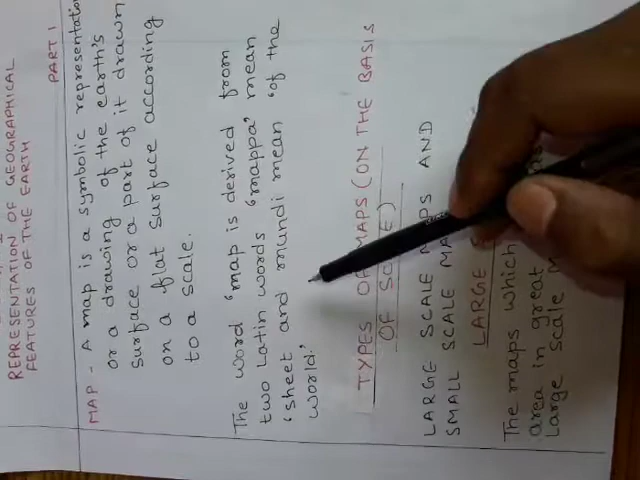 REPRESENTATION OF GEOGRAPHICAL
FEATURES OF THE EARTH
PART 1
MAP - A map is a symbolic representation
or a drawing of the earth's
surface or a part of it drawn
on a flat surface according
to a scale.
The word 'map is derived from
two Latin words 'mappa' mean
'sheet and mundi mean 'of the
world.'
TYPES OF MAPS (ON THE BASIS
OF SCALE)
LARGE SCALE MAPS AND
SMALL SCALE
LARGE
The maps which
area in great
Large scale